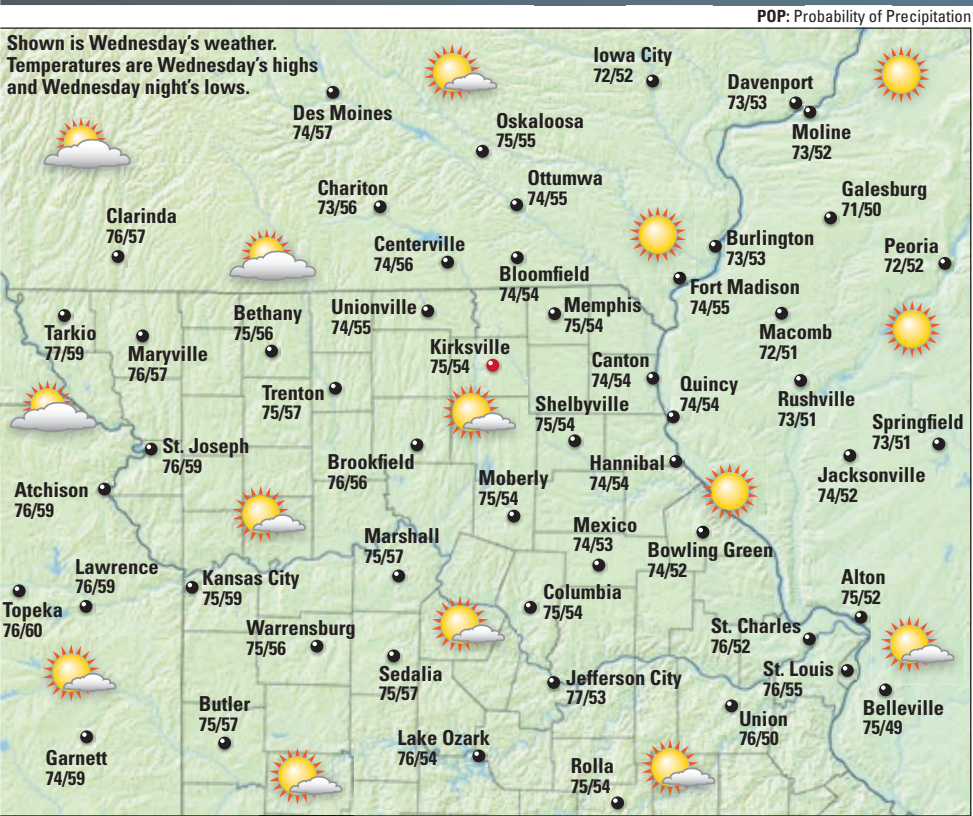 POP: Probability of Precipitation
Shown is Wednesday's weather.
Temperatures are Wednesday's highs
and Wednesday night's lows.
Iowa City
72/52
Davenport
73/53
Des Moines
74/57
Moline
73/52
Oskaloosa
75/55
Chariton
73/56
Ottumwa
74/55
Galesburg
71/50
Clarinda
76/57
Centerville
74/56
Burlington
73/53
Peoria
72/52
Bloomfield
74/54
Fort Madison
74/55
Tarkio
77/59
Maryville
76/57
Bethany
75/56
Unionville
74/55
Memphis
75/54
Macomb
72/51
Kirksville
75/54
Canton
74/54
Trenton
75/57
Quincy
74/54
Rushville
73/51
Shelbyville
75/54
Springfield
73/51
St. Joseph
76/59
Brookfield
76/56
Hannibal
74/54
Jacksonville
74/52
Atchison
76/59
Moberly
75/54
Marshall
75/57
Mexico
74/53
Bowling Green
74/52
Lawrence
76/59
Kansas City
75/59
Alton
75/52
Topeka
76/60
Columbia
75/54
Warrensburg
75/56
St. Charles
76/52
Sedalia
75/57
Jefferson City
77/53
St. Louis
76/55
Butler
75/57
Belleville
75/49
Union
76/50
Lake Ozark
76/54
Garnett
74/59
Rolla
75/54